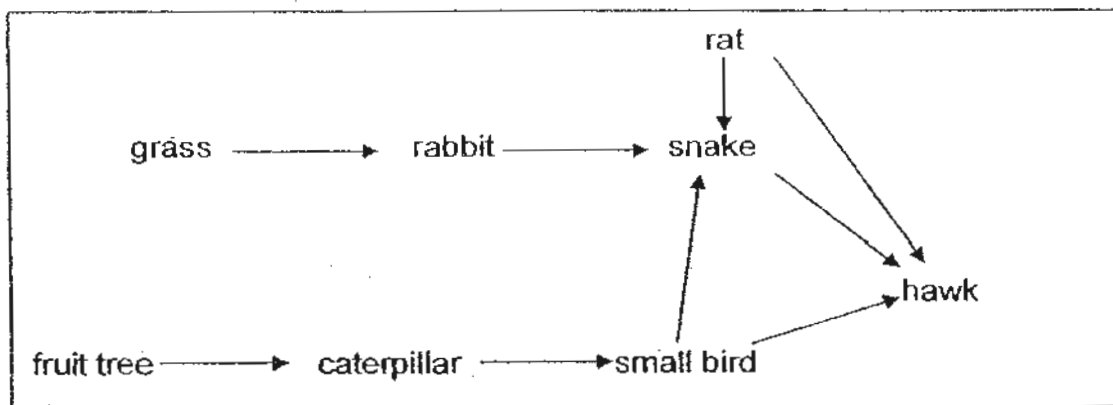 rat
grass rabbit snake
hawk
fruit tree caterpillar small bird